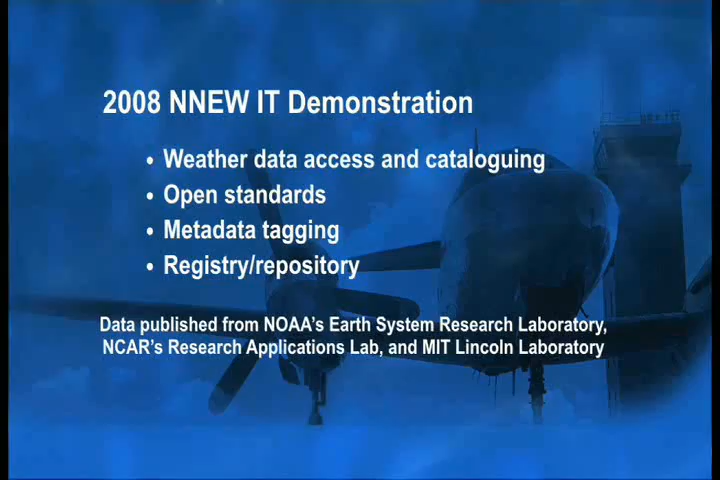 2008 NNEW IT Demonstration
• Weather data access and cataloguing
• Open standards
• Metadata tagging
• Registry/repository
Data published from NOAA's Earth System Research Laboratory,
NCAR's Research Applications Lab, and MIT Lincoln Laboratory